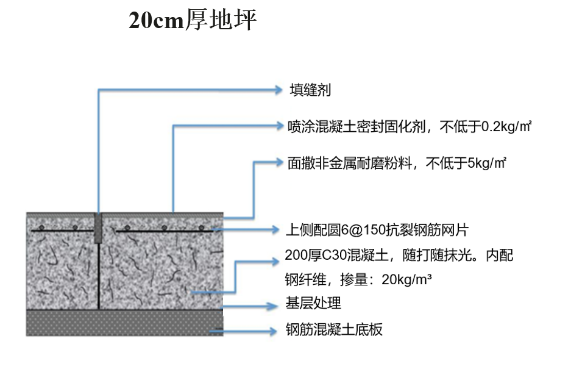 20cm厚地坪
填缝剂
喷涂混凝土密封固化剂，不低于0.2kg/㎡
面撒非金属耐磨粉料，不低于5kg/㎡
上侧配圆6@150抗裂钢筋网片
200厚C30混凝土，随打随抹光。内配
钢纤维，掺量：20kg/m³
基层处理
钢筋混凝土底板